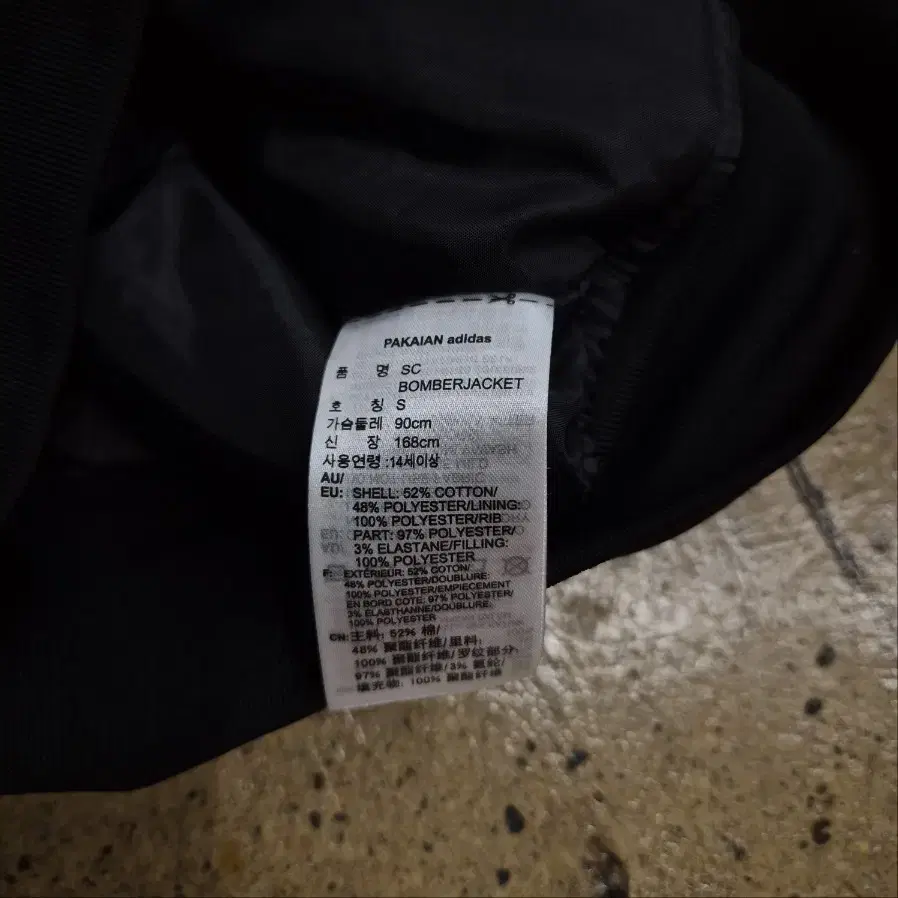 PAKAIAN adidas
품 명 SC
BOMBERJACKET
호 칭 S
가슴둘레 90cm
신 장 168cm
사용연령 :14세이상
AU/
EU: SHELL: 52% COTTON/
48% POLYESTER/LINING:
100% POLYESTER/RIB
PART: 97% POLYESTER/
3% ELASTANE/FILLING:
100% POLYESTER
F: EXTÉRIEUR: 52% COTON/
48% POLYESTER/DOUBLURE:
100% POLYESTER/EMPIECEMENT
EN BORD COTE: 97% POLYESTER/
3% ELASTHANNE/DOUBLURE:
100% POLYESTER
CN: 主料: 52% 棉/
48% 聚酯纤维/里料:
100% 聚酯纤维/罗纹部分:
97% 聚酯纤维/3% 氨纶/
填充物: 100% 聚酯纤维